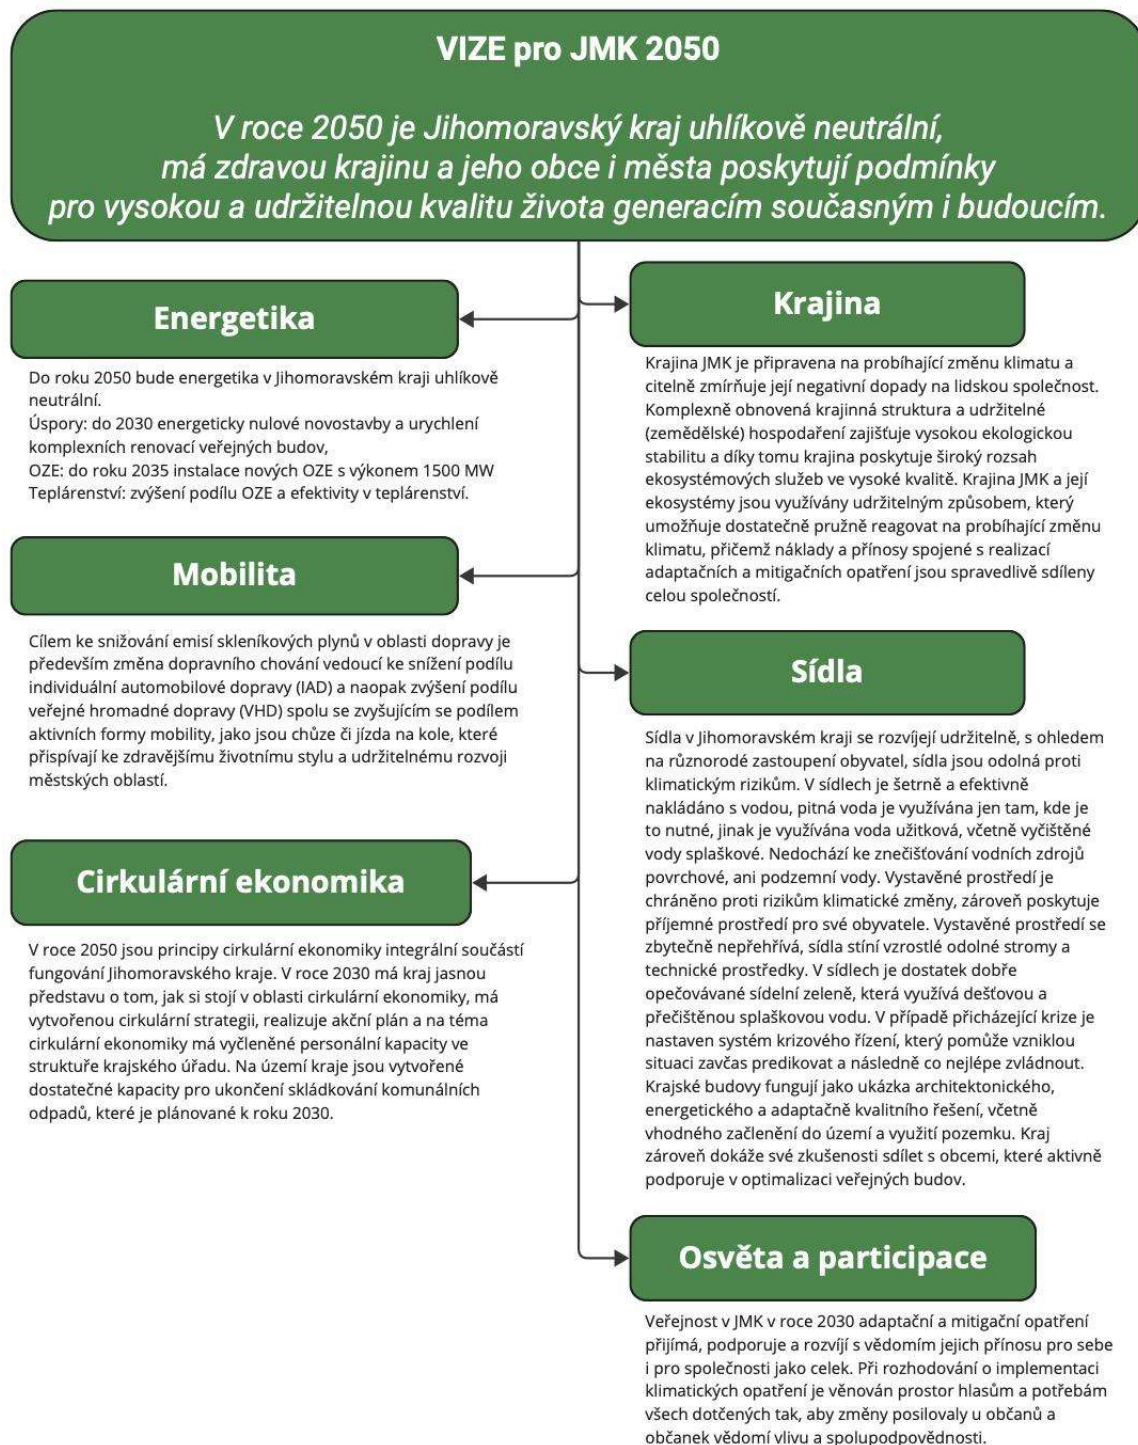 VIZE pro JMK 2050
V roce 2050 je Jihomoravský kraj uhlíkově neutrální,
má zdravou krajinu a jeho obce i města poskytují podmínky
pro vysokou a udržitelnou kvalitu života generacím současným i budoucím.
Energetika
Do roku 2050 bude energetika v Jihomoravském kraji uhlíkově
neutrální.
Úspory: do 2030 energeticky nulové novostavby a urychlení
komplexních renovací veřejných budov,
OZE: do roku 2035 instalace nových OZE s výkonem 1500 MW
Teplárenství: zvýšení podílu OZE a efektivity v teplárenství.
Mobilita
Cílem ke snižování emisí skleníkových plynů v oblasti dopravy je
především změna dopravního chování vedoucí ke snížení podílu
individuální automobilové dopravy (IAD) a naopak zvýšení podílu
veřejné hromadné dopravy (VHD) spolu se zvyšujícím se podílem
aktivních formy mobility, jako jsou chůze či jízda na kole, které
přispívají ke zdravějšímu životnímu stylu a udržitelnému rozvoji
městských oblastí.
Cirkulární ekonomika
V roce 2050 jsou principy cirkulární ekonomiky integrální součástí
fungování Jihomoravského kraje. V roce 2030 má kraj jasnou
představu o tom, jak si stojí v oblasti cirkulární ekonomiky, má
vytvořenou cirkulární strategii, realizuje akční plán a na téma
cirkulární ekonomiky má vyčleněné personální kapacity ve
struktuře krajského úřadu. Na území kraje jsou vytvořené
dostatečné kapacity pro ukončení skládkování komunálních
odpadů, které je plánované k roku 2030.
Krajina
Krajina JMK je připravena na probíhající změnu klimatu a
citelně zmírňuje její negativní dopady na lidskou společnost.
Komplexně obnovená krajinná struktura a udržitelné
(zemědělské) hospodaření zajišťuje vysokou ekologickou
stabilitu a díky tomu krajina poskytuje široký rozsah
ekosystémových služeb ve vysoké kvalitě. Krajina JMK a její
ekosystémy jsou využívány udržitelným způsobem, který
umožňuje dostatečně pružně reagovat na probíhající změnu
klimatu, přičemž náklady a přínosy spojené s realizací
adaptačních a mitigačních opatření jsou spravedlivě sdíleny
celou společností.
Sídla
Sídla v Jihomoravském kraji se rozvíjejí udržitelně, s ohledem
na různorodé zastoupení obyvatel, sídla jsou odolná proti
klimatickým rizikům. V sídlech je šetrně a efektivně
nakládáno s vodou, pitná voda je využívána jen tam, kde je
to nutné, jinak je využívána voda užitková, včetně vyčištěné
vody splaškové. Nedochází ke znečišťování vodních zdrojů
povrchové, ani podzemní vody. Vystavěné prostředí je
chráněno proti rizikům klimatické změny, zároveň poskytuje
příjemné prostředí pro své obyvatele. Vystavěné prostředí se
zbytečně nepřehřívá, sídla stíní vzrostlé odolné stromy a
technické prostředky. V sídlech je dostatek dobře
opečovávané sídelní zeleně, která využívá dešťovou a
přečištěnou splaškovou vodu. V případě přicházející krize je
nastaven systém krizového řízení, který pomůže vzniklou
situaci zavčas predikovat a následně co nejlépe zvládnout.
Krajské budovy fungují jako ukázka architektonického,
energetického a adaptačně kvalitního řešení, včetně
vhodného začlenění do území a využití pozemku. Kraj
zároveň dokáže své zkušenosti sdílet s obcemi, které aktivně
podporuje v optimalizaci veřejných budov.
Osvěta a participace
Veřejnost v JMK v roce 2030 adaptační a mitigační opatření
přijímá, podporuje a rozvíjí s vědomím jejich přínosu pro sebe
i pro společnosti jako celek. Při rozhodování o implementaci
klimatických opatření je věnován prostor hlasům a potřebám
všech dotčených tak, aby změny posilovaly u občanů a
občanek vědomí vlivu a spolupodpovědnosti.